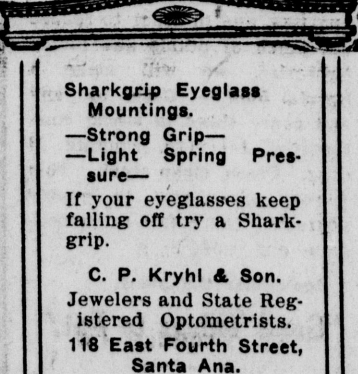 Sharkgrip Eyeglass
Mountings.
—Strong Grip—
—Light Spring Pres-
sure—
If your eyeglasses keep
falling off try a Shark-
grip.
C. P. Kryhl & Son.
Jewelers and State Reg-
istered Optometrists.
118 East Fourth Street,
Santa Ana.